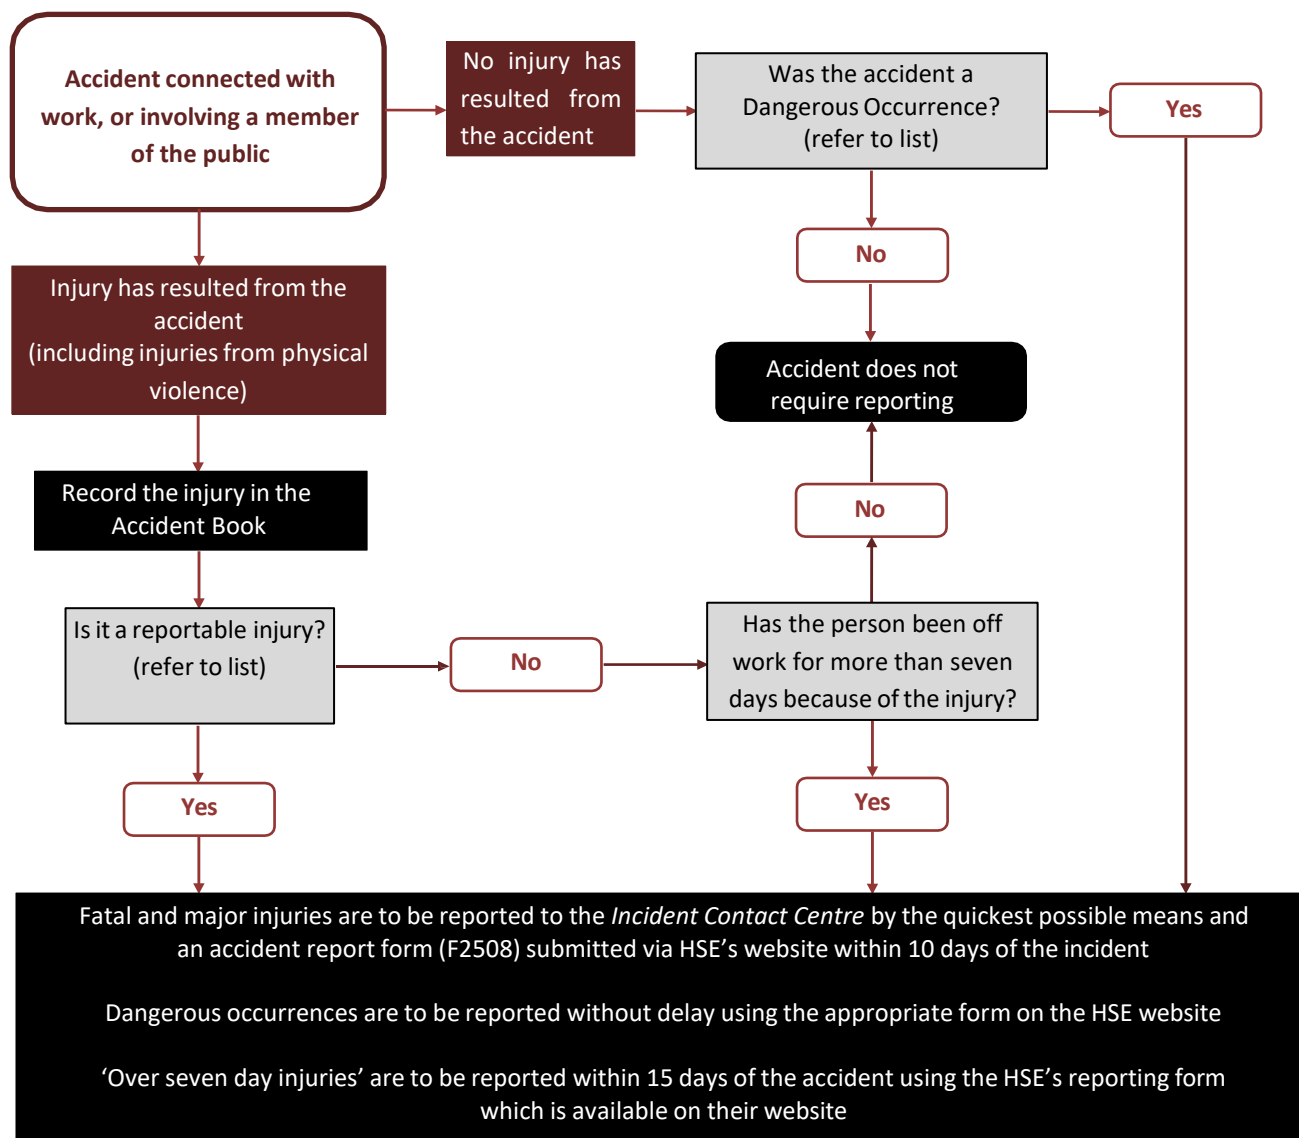 Accident connected with
work, or involving a member
of the public
No injury has
resulted from
the accident
Was the accident a
Dangerous Occurrence?
(refer to list)
Yes
No
Injury has resulted from the
accident
(including injuries from physical
violence)
Accident does not
require reporting
Record the injury in the
Accident Book
No
Is it a reportable injury?
(refer to list)
No
Has the person been off
work for more than seven
days because of the injury?
Yes
Yes
Fatal and major injuries are to be reported to the Incident Contact Centre by the quickest possible means and
an accident report form (F2508) submitted via HSE’s website within 10 days of the incident
Dangerous occurrences are to be reported without delay using the appropriate form on the HSE website
‘Over seven day injuries’ are to be reported within 15 days of the accident using the HSE’s reporting form
which is available on their website